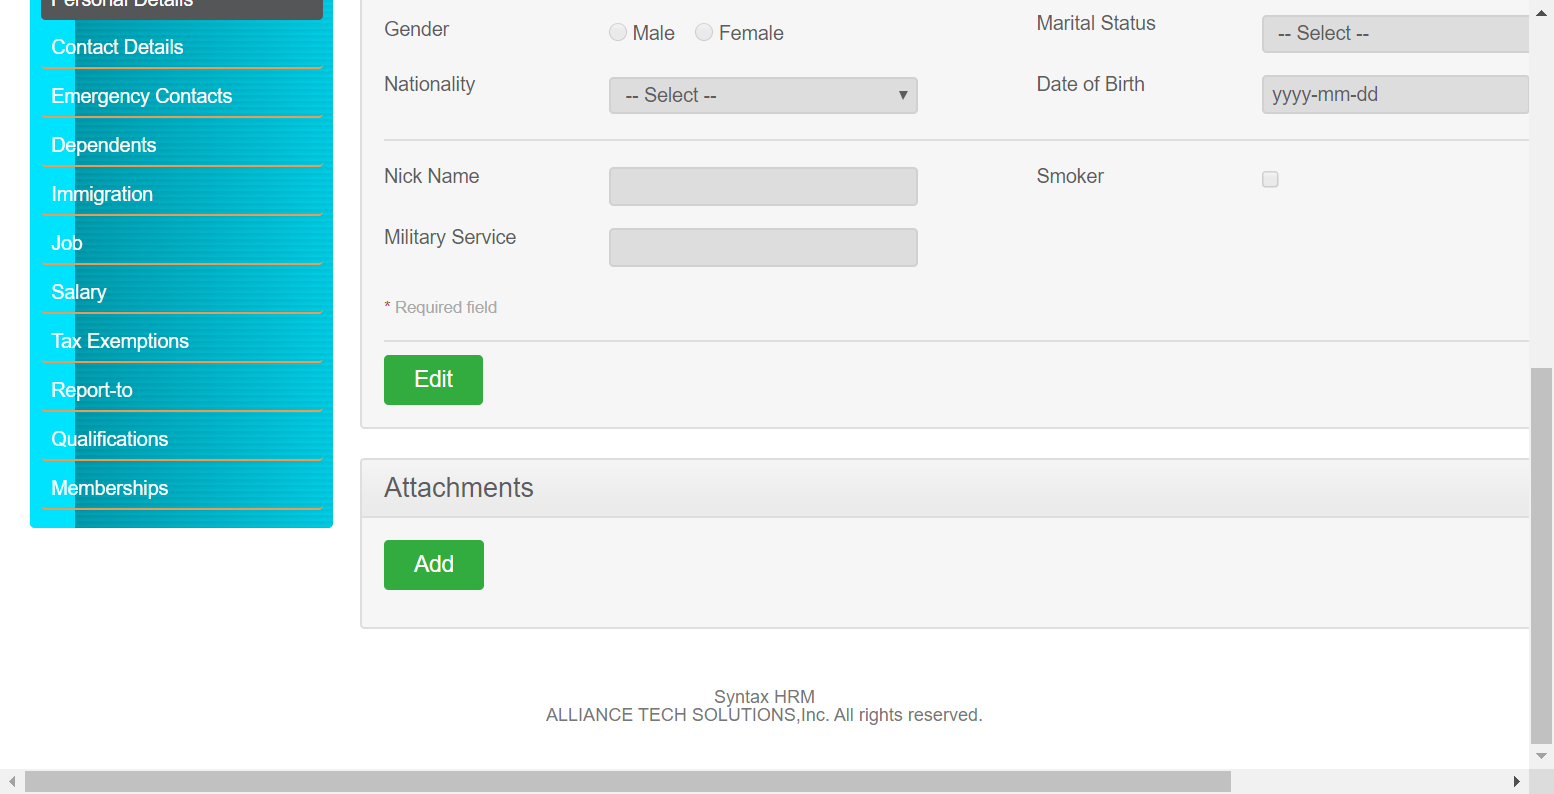 Personal Details
Contact Details
Emergency Contacts
Dependents
Immigration
Job
Salary
Tax Exemptions
Report-to
Qualifications
Memberships
Gender Male Female Marital Status -- Select --
Nationality -- Select -- Date of Birth yyyy-mm-dd
Nick Name Smoker
Military Service
* Required field
Edit
Attachments
Add
Syntax HRM
ALLIANCE TECH SOLUTIONS,Inc. All rights reserved.